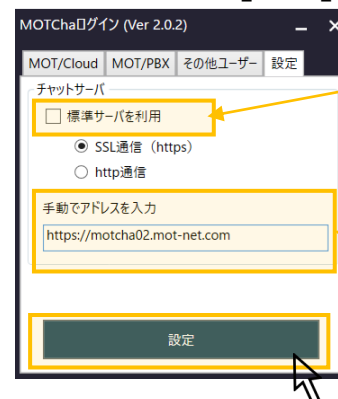 MOTChaログイン (Ver 2.0.2)
MOT/Cloud MOT/PBX その他ユーザー 設定
チャットサーバ
標準サーバを利用
SSL通信（https）
http通信
手動でアドレスを入力
https://motcha02.mot-net.com
設定